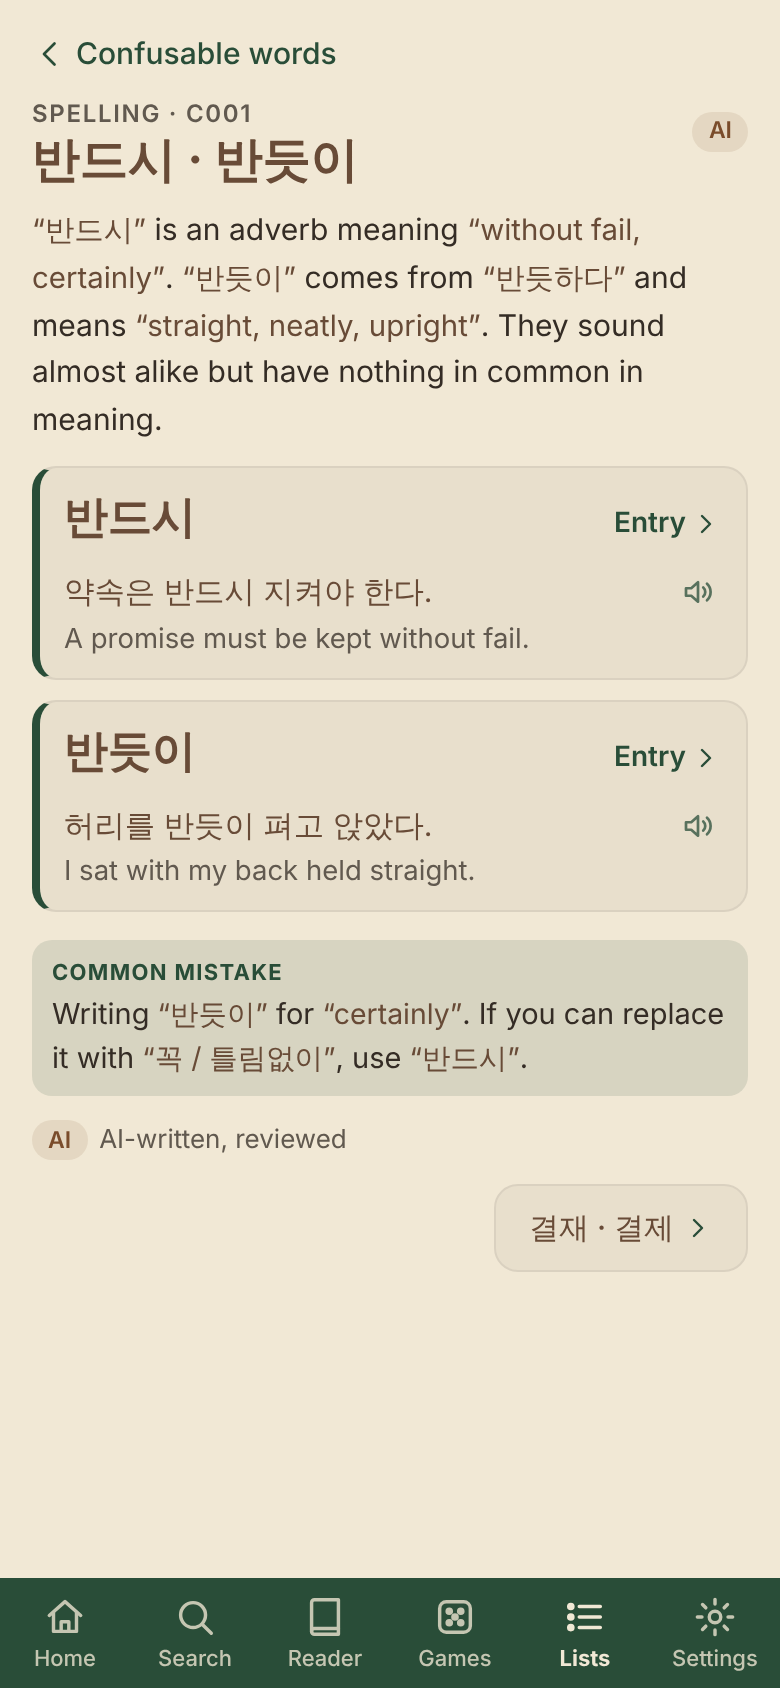 Confusable words
SPELLING · C001
반드시 · 반듯이
AI
“반드시” is an adverb meaning “without fail,
certainly”. “반듯이” comes from “반듯하다” and
means “straight, neatly, upright”. They sound
almost alike but have nothing in common in
meaning.
반드시
Entry
약속은 반드시 지켜야 한다.
A promise must be kept without fail.
반듯이
Entry
허리를 반듯이 펴고 앉았다.
I sat with my back held straight.
COMMON MISTAKE
Writing “반듯이” for “certainly”. If you can replace
it with “꼭 / 틀림없이”, use “반드시”.
AI AI-written, reviewed
결재 · 결제
Home Search Reader Games Lists Settings